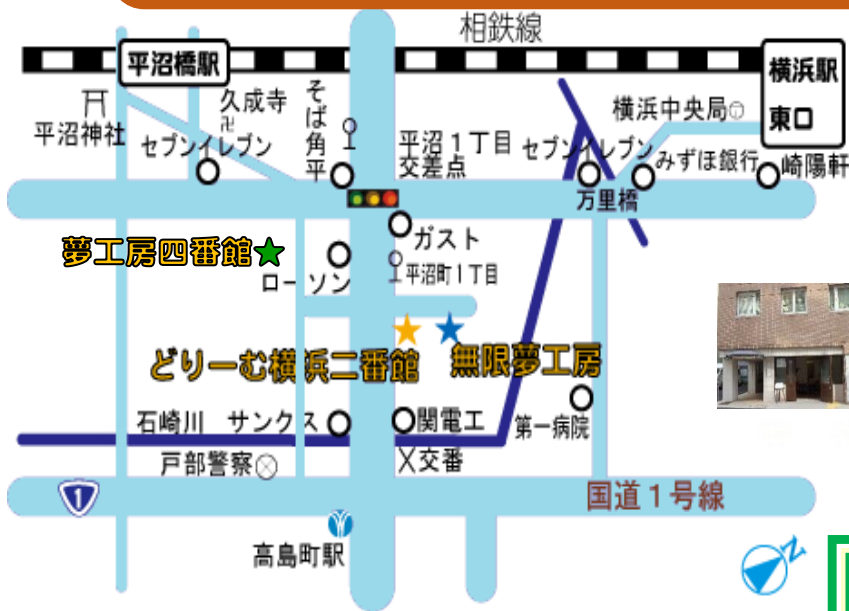 相鉄線
平沼橋駅
横浜駅
東口
平沼神社
久成寺
セブンイレブン
そば角平
平沼1丁目
交差点
セブンイレブン
横浜中央局
みずほ銀行
崎陽軒
万里橋
夢工房四番館
ガスト
ローソン
平沼町1丁目
どりーむ横浜二番館
無限夢工房
石崎川
サンクス
関電工
第一病院
戸部警察
X交番
1
国道1号線
高島町駅
N